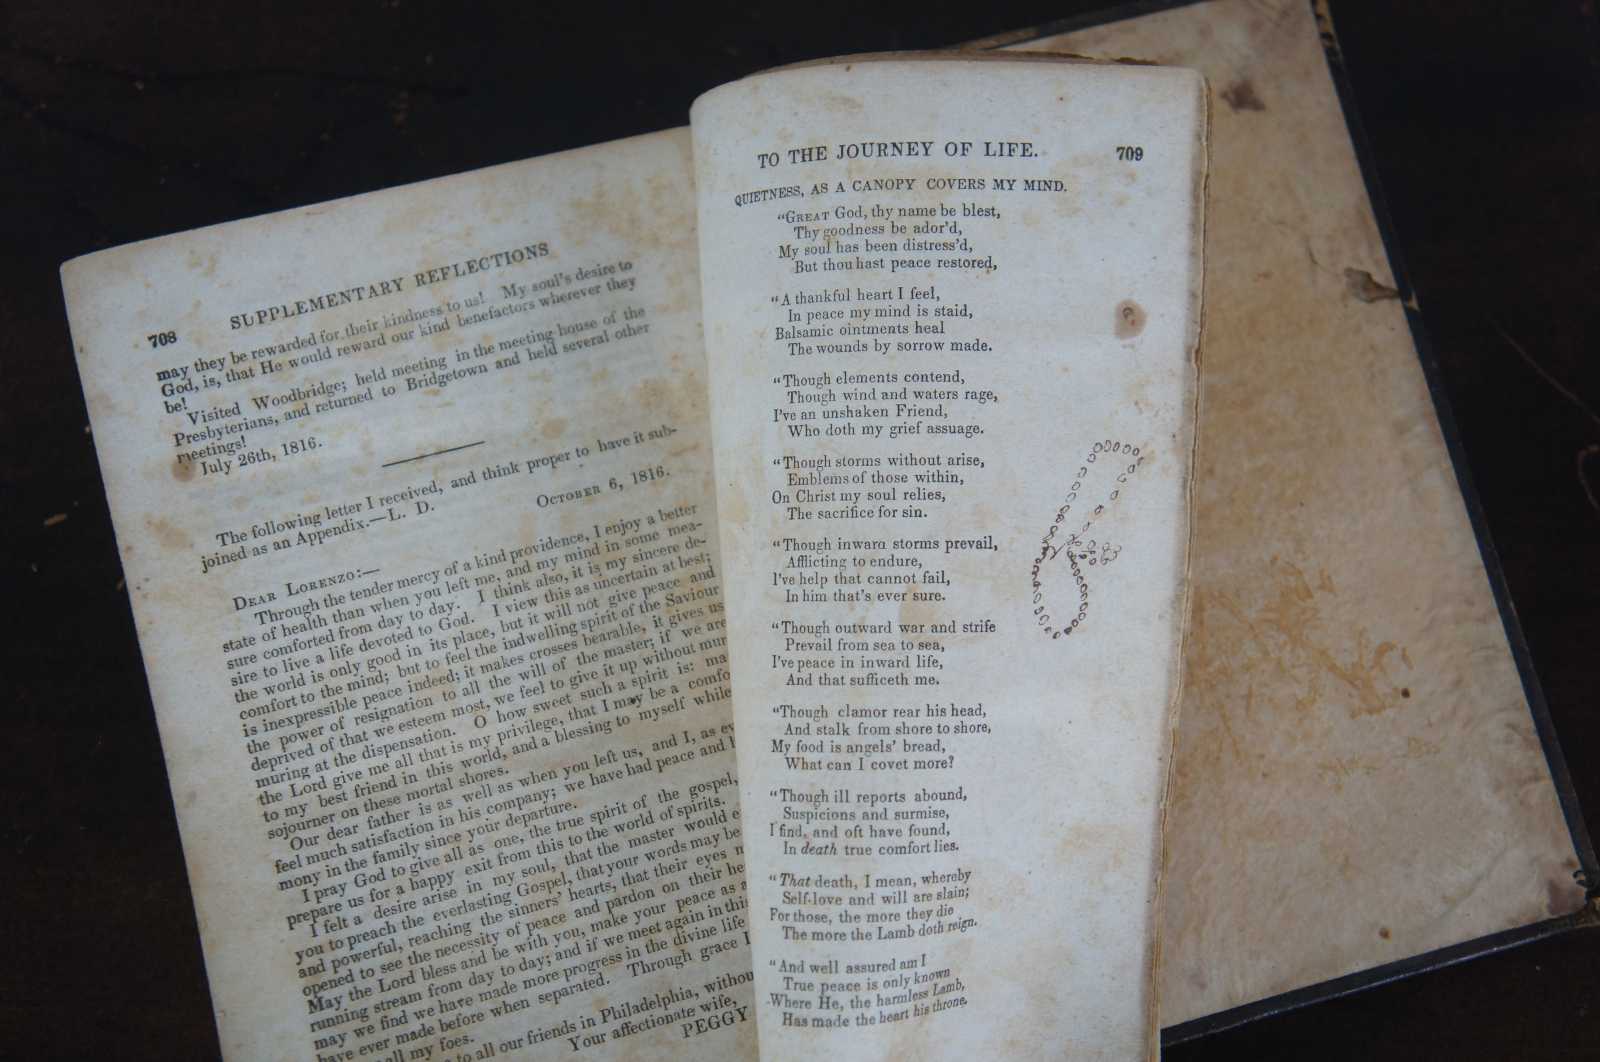 708 SUPPLEMENTARY REFLECTIONS
may they be rewarded for their kindness to us! My soul's desire to
God, is, that He would reward our kind benefactors wherever they
be!
Visited Woodbridge; held meeting in the meeting house of the
Presbyterians, and returned to Bridgetown and held several other
meetings!
July 26th, 1816.
The following letter I received, and think proper to have it sub-
joined as an Appendix.—L. D.
OCTOBER 6, 1816.
DEAR LORENZO:—
Through the tender mercy of a kind providence, I enjoy a better
state of health than when you left me, and my mind in some mea-
sure comforted from day to day. I think also, it is my sincere de-
sire to live a life devoted to God. I view this as uncertain at best;
the world is only good in its place, but it will not give peace and
comfort to the mind; but to feel the indwelling spirit of the Saviour
is inexpressible peace indeed; it makes crosses bearable, it gives us
the power of resignation to all the will of the master; if we are
deprived of that we esteem most, we feel to give it up without mur
muring at the dispensation. O how sweet such a spirit is: ma
the Lord give me all that is my privilege, that I may be a comfo
to my best friend in this world, and a blessing to myself while
sojourner on these mortal shores.
Our dear father is as well as when you left us, and I, as ev
feel much satisfaction in his company; we have had peace and
mony in the family since your departure.
I pray God to give all as one, the true spirit of the gospel,
prepare us for a happy exit from this to the world of spirits.
I felt a desire arise in my soul, that the master would e
you to preach the everlasting Gospel, that your words may be
and powerful, reaching the sinners' hearts, that their eyes
opened to see the necessity of peace and pardon on their he
May the Lord bless and be with you, make your peace as a
running stream from day to day; and if we meet again in this
may we find we have made more progress in the divine life
have ever made before when separated. Through grace I
all my foes.
to all our friends in Philadelphia, withou
Your affectionate wife,
PEGGY
TO THE JOURNEY OF LIFE. 709
QUIETNESS, AS A CANOPY COVERS MY MIND.
"GREAT God, thy name be blest,
Thy goodness be ador'd,
My soul has been distress'd,
But thou hast peace restored,
"A thankful heart I feel,
In peace my mind is staid,
Balsamic ointments heal
The wounds by sorrow made.
"Though elements contend,
Though wind and waters rage,
I've an unshaken Friend,
Who doth my grief assuage.
"Though storms without arise,
Emblems of those within,
On Christ my soul relies,
The sacrifice for sin.
"Though inward storms prevail,
Afflicting to endure,
I've help that cannot fail,
In him that's ever sure.
"Though outward war and strife
Prevail from sea to sea,
I've peace in inward life,
And that sufficeth me.
"Though clamor rear his head,
And stalk from shore to shore,
My food is angels' bread,
What can I covet more?
"Though ill reports abound,
Suspicions and surmise,
I find, and oft have found,
In death true comfort lies.
"That death, I mean, whereby
Self-love and will are slain;
For those, the more they die
The more the Lamb doth reign.
"And well assured am I
True peace is only known
Where He, the harmless Lamb,
Has made the heart his throne.